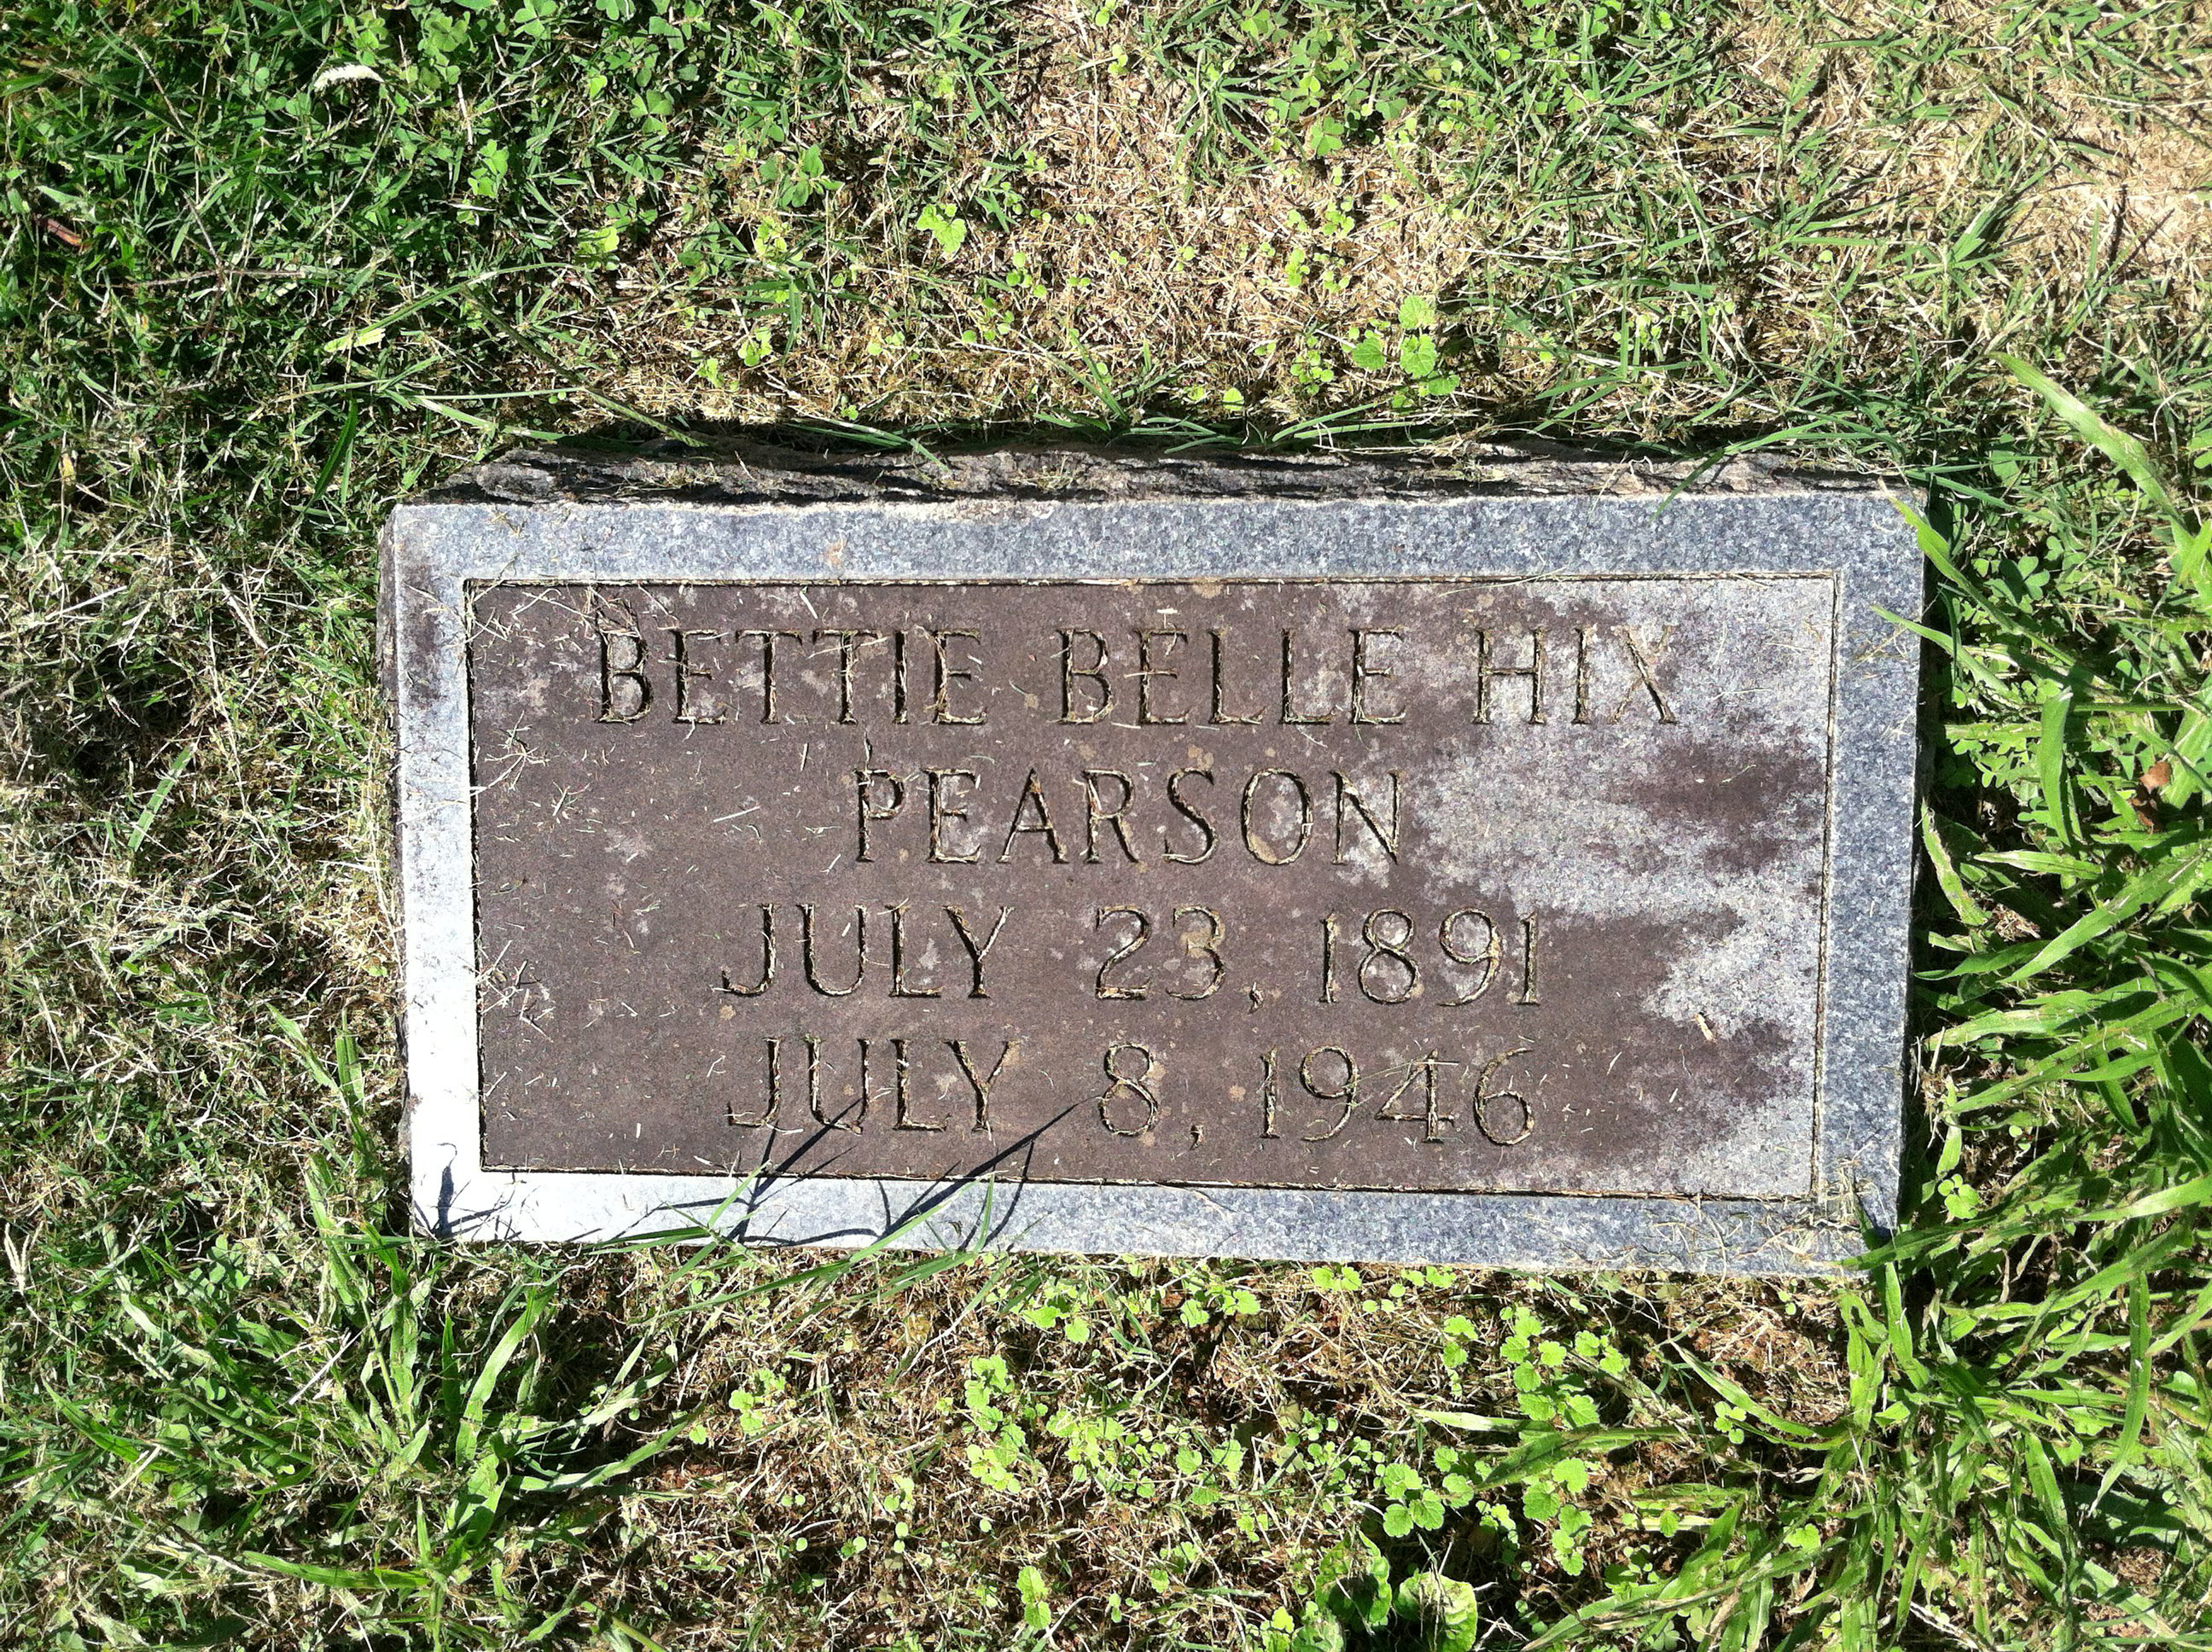 BETTIE BELLE HIX
PEARSON
JULY 23, 1891
JULY 8, 1946